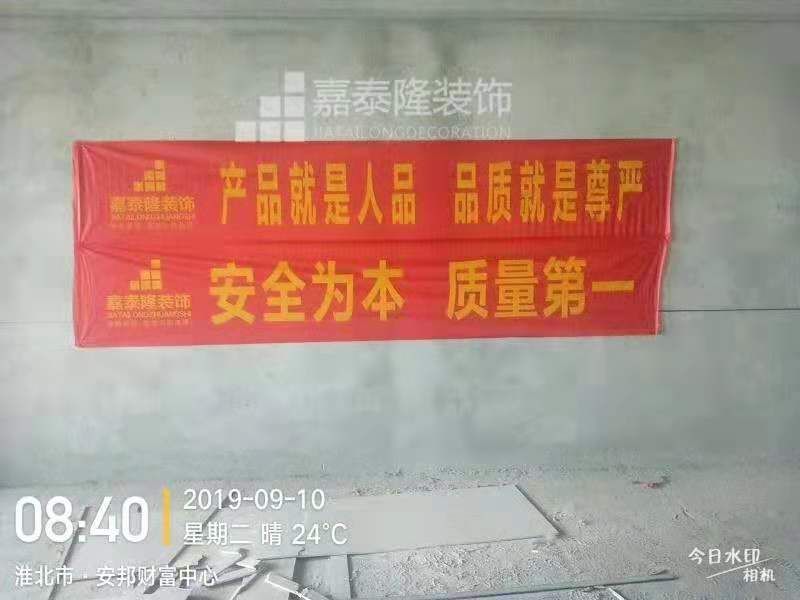 嘉泰隆装饰
JIATAILONGDECORATION
嘉泰隆装饰
JIATAILONGZHUANGSHI
产品就是人品 品质就是尊严
嘉泰隆装饰
JIATAILONGZHUANGSHI
安全为本 质量第一
08:40
2019-09-10
星期二 晴 24°C
淮北市·安邦财富中心
今日水印
相机